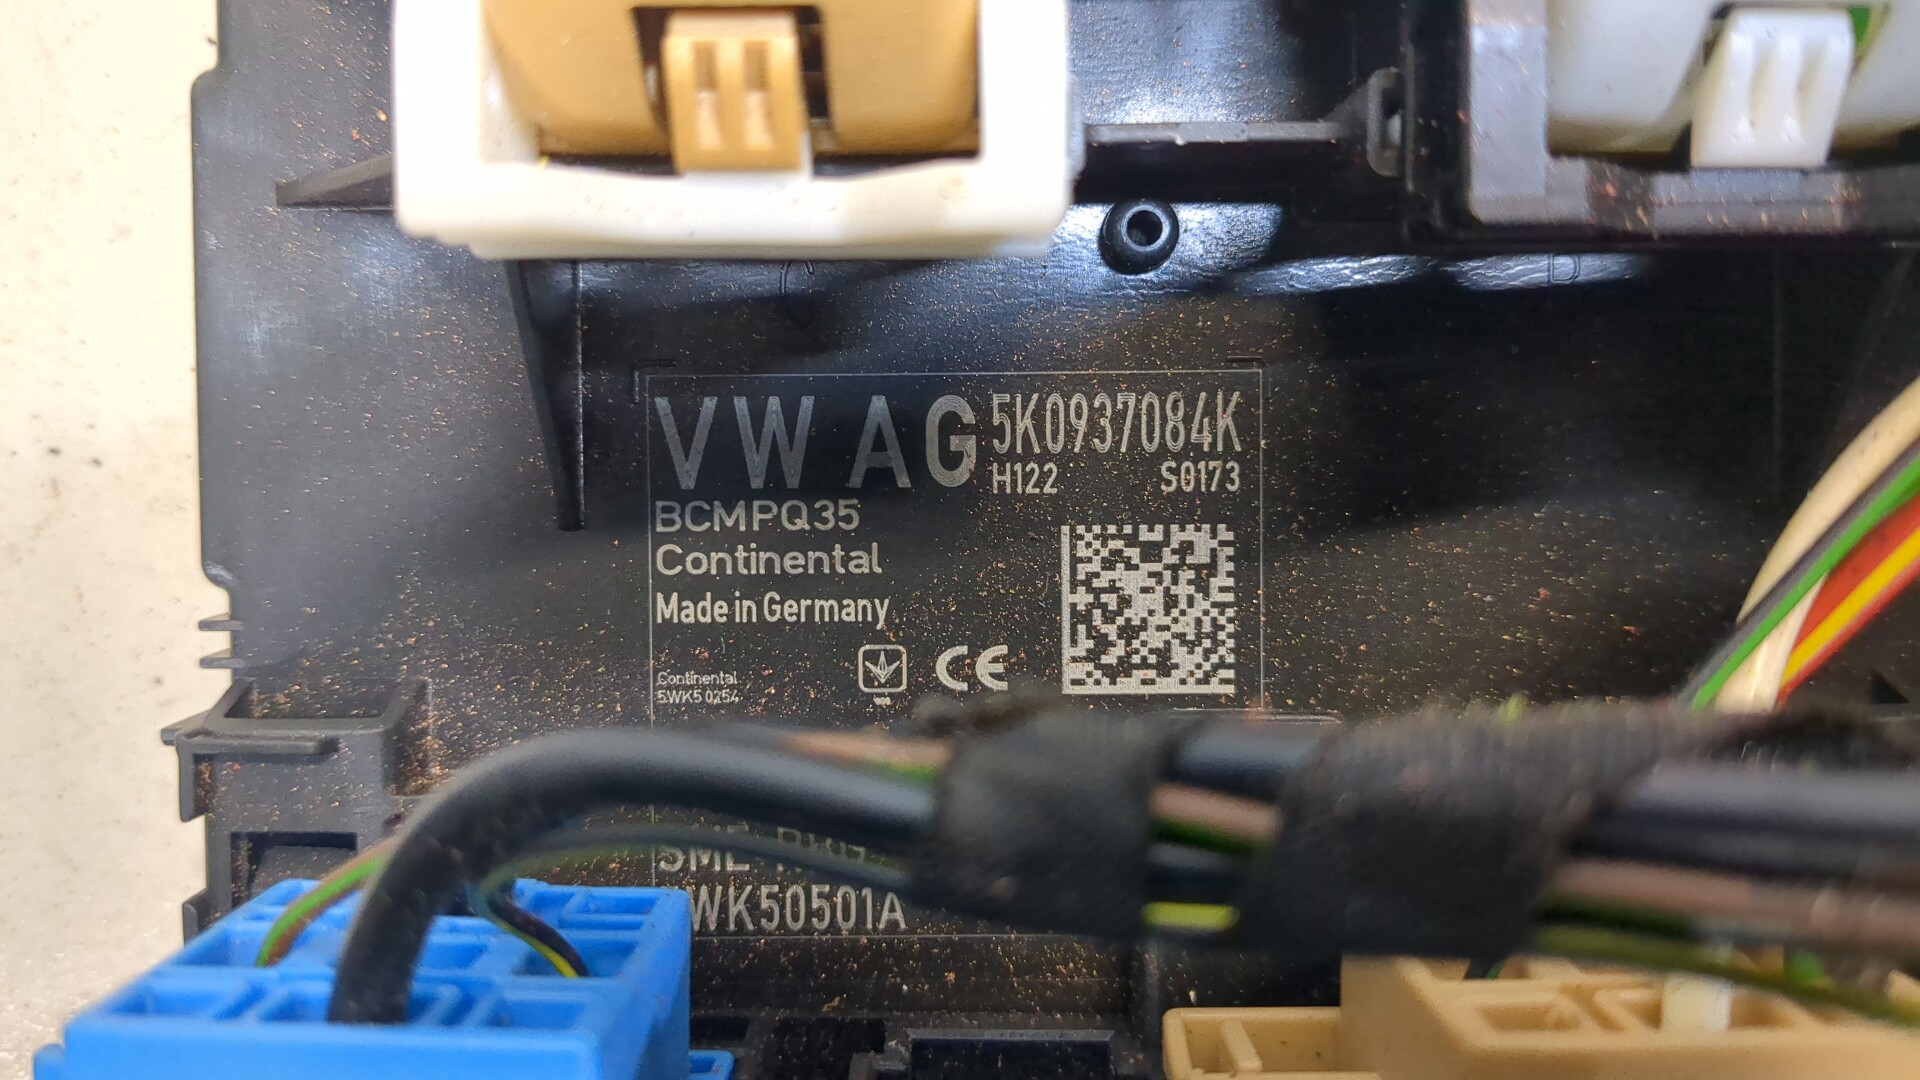 C
D
VW AG 5K0937084K
H122 S0173
BCMPQ35
Continental
Made in Germany
CE
Continental
5WK5 0254
WK50501A